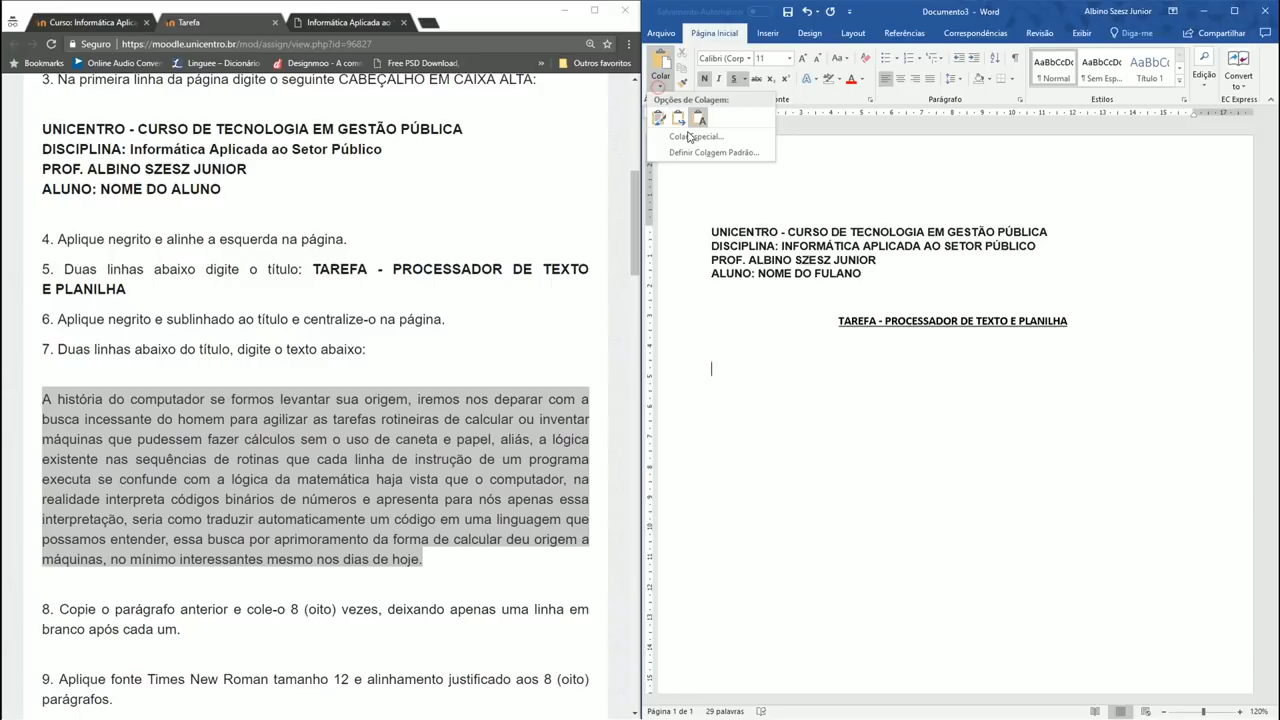 Curso: Informática Aplica
Tarefa
Informática Aplicada ao
Seguro
https://moodle.unicentro.br/mod/assign/view.php?id=96827
Bookmarks
Online Audio Conver
Linguee – Dicionário
Designmoo – i
Free PSD Download,
Outros favoritos
3. Na primeira linha da página digite o seguinte CABEÇALHO EM CAIXA ALTA:
UNICENTRO - CURSO DE TECNOLOGIA EM GESTÃO PÚBLICA
DISCIPLINA: Informática Aplicada ao Setor Público
PROF. ALBINO SZESZ JUNIOR
ALUNO: NOME DO ALUNO
4. Aplique negrito e alinhe a esquerda na página.
5. Duas linhas abaixo digite o título: TAREFA - PROCESSADOR DE TEXTO
E PLANILHA
6. Aplique negrito e sublinhado ao título e centralize-o na página.
7. Duas linhas abaixo do título, digite o texto abaixo:
A história do computador se formos levantar sua origem, iremos nos deparar com a
busca incessante do homem para agilizar as tarefas rotineiras de calcular ou inventar
máquinas que pudessem fazer cálculos sem o uso de caneta e papel, aliás, a lógica
existente nas sequências de rotinas que cada linha de instrução de um programa
executa se confunde com a lógica da matemática haja vista que o computador, na
realidade interpreta códigos binários de números e apresenta para nós apenas essa
interpretação, seria como traduzir automaticamente um código em uma linguagem que
possamos entender, essa busca por aprimoramento da forma de calcular deu origem a
máquinas, no mínimo interessantes mesmo nos dias de hoje.
8. Copie o parágrafo anterior e cole-o 8 (oito) vezes, deixando apenas uma linha em
branco após cada um.
9. Aplique fonte Times New Roman tamanho 12 e alinhamento justificado aos 8 (oito)
parágrafos.
Salvamento Automático
Documento3 - Word
Albino Szesz Junior
Arquivo
Página Inicial
Inserir
Design
Layout
Referências
Correspondências
Revisão
Exibir
Diga-me
Colar
Calibri (Corp
11
AaBbCcDc
AaBbCcDc
AaBbCc
¶ Normal
Título 1
Edição
Convert
to
Parágrafo
Estilos
EC Express
Opções de Colagem:
Colar Especial...
Definir Colagem Padrão...
UNICENTRO - CURSO DE TECNOLOGIA EM GESTÃO PÚBLICA
DISCIPLINA: INFORMÁTICA APLICADA AO SETOR PÚBLICO
PROF. ALBINO SZESZ JUNIOR
ALUNO: NOME DO FULANO
TAREFA - PROCESSADOR DE TEXTO E PLANILHA
Página 1 de 1
29 palavras
120%